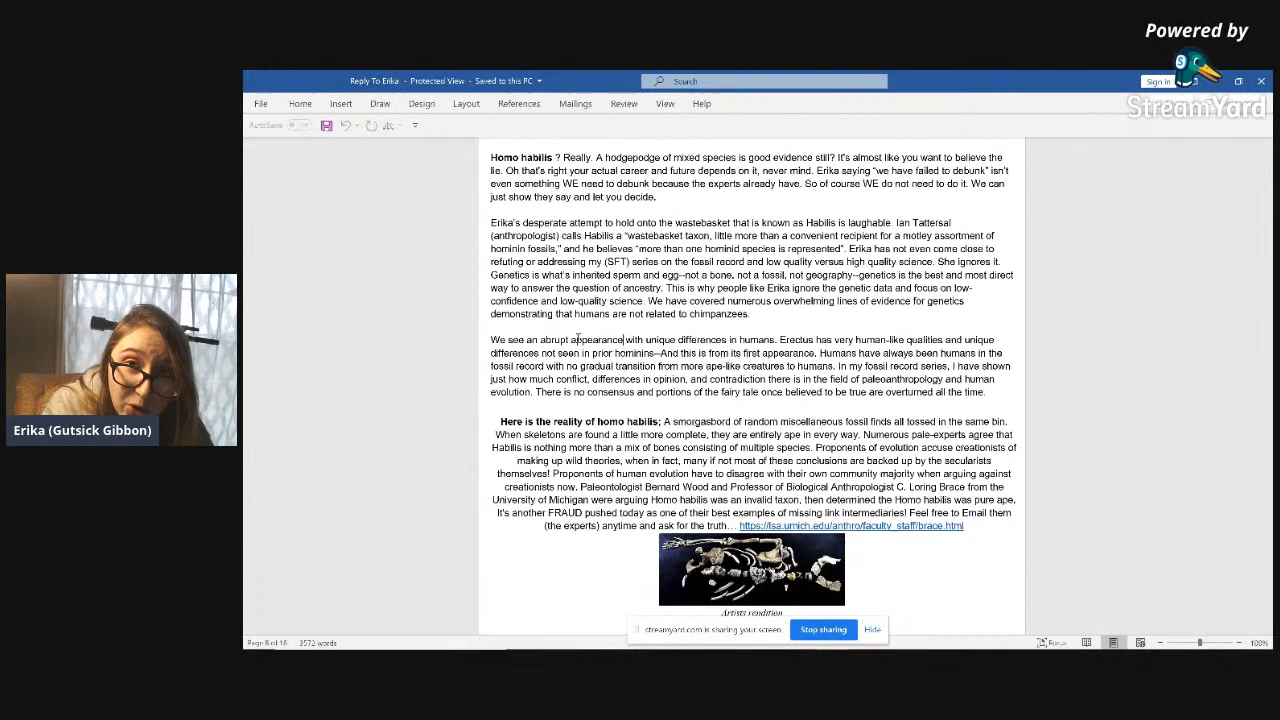 Powered by
StreamYard
Reply To Erika - Protected View - Saved to this PC
Search
Sign in
File Home Insert Draw Design Layout References Mailings Review View Help
AutoSave
Homo habilis ? Really. A hodgepodge of mixed species is good evidence still? It's almost like you want to believe the
lie. Oh that's right your actual career and future depends on it, never mind. Erika saying "we have failed to debunk" isn't
even something WE need to debunk because the experts already have. So of course WE do not need to do it. We can
just show they say and let you decide.
Erika's desperate attempt to hold onto the wastebasket that is known as Habilis is laughable. Ian Tattersal
(anthropologist) calls Habilis a "wastebasket taxon, little more than a convenient recipient for a motley assortment of
hominin fossils," and he believes "more than one hominid species is represented". Erika has not even come close to
refuting or addressing my (SFT) series on the fossil record and low quality versus high quality science. She ignores it.
Genetics is what's inherited sperm and egg--not a bone, not a fossil, not geography--genetics is the best and most direct
way to answer the question of ancestry. This is why people like Erika ignore the genetic data and focus on low-
confidence and low-quality science. We have covered numerous overwhelming lines of evidence for genetics
demonstrating that humans are not related to chimpanzees.
We see an abrupt appearance with unique differences in humans. Erectus has very human-like qualities and unique
differences not seen in prior hominins--And this is from its first appearance. Humans have always been humans in the
fossil record with no gradual transition from more ape-like creatures to humans. In my fossil record series, I have shown
just how much conflict, differences in opinion, and contradiction there is in the field of paleoanthropology and human
evolution. There is no consensus and portions of the fairy tale once believed to be true are overturned all the time.
Here is the reality of homo habilis; A smorgasbord of random miscellaneous fossil finds all tossed in the same bin.
When skeletons are found a little more complete, they are entirely ape in every way. Numerous pale-experts agree that
Habilis is nothing more than a mix of bones consisting of multiple species. Proponents of evolution accuse creationists of
making up wild theories, when in fact, many if not most of these conclusions are backed up by the secularists
themselves! Proponents of human evolution have to disagree with their own community majority when arguing against
creationists now. Paleontologist Bernard Wood and Professor of Biological Anthropologist C. Loring Brace from the
University of Michigan were arguing Homo habilis was an invalid taxon, then determined the Homo habilis was pure ape.
It's another FRAUD pushed today as one of their best examples of missing link intermediaries! Feel free to Email them
(the experts) anytime and ask for the truth… https://lsa.umich.edu/anthro/faculty_staff/brace.html
Artists rendition
streamyard.com is sharing your screen.
Stop sharing
Hide
Erika (Gutsick Gibbon)
Page 8 of 16 3572 words
Focus
100%